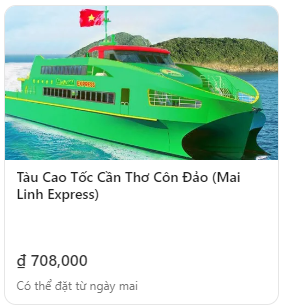 Tàu Cao Tốc Cần Thơ Côn Đảo (Mai
Linh Express)
₫ 708,000
Có thể đặt từ ngày mai